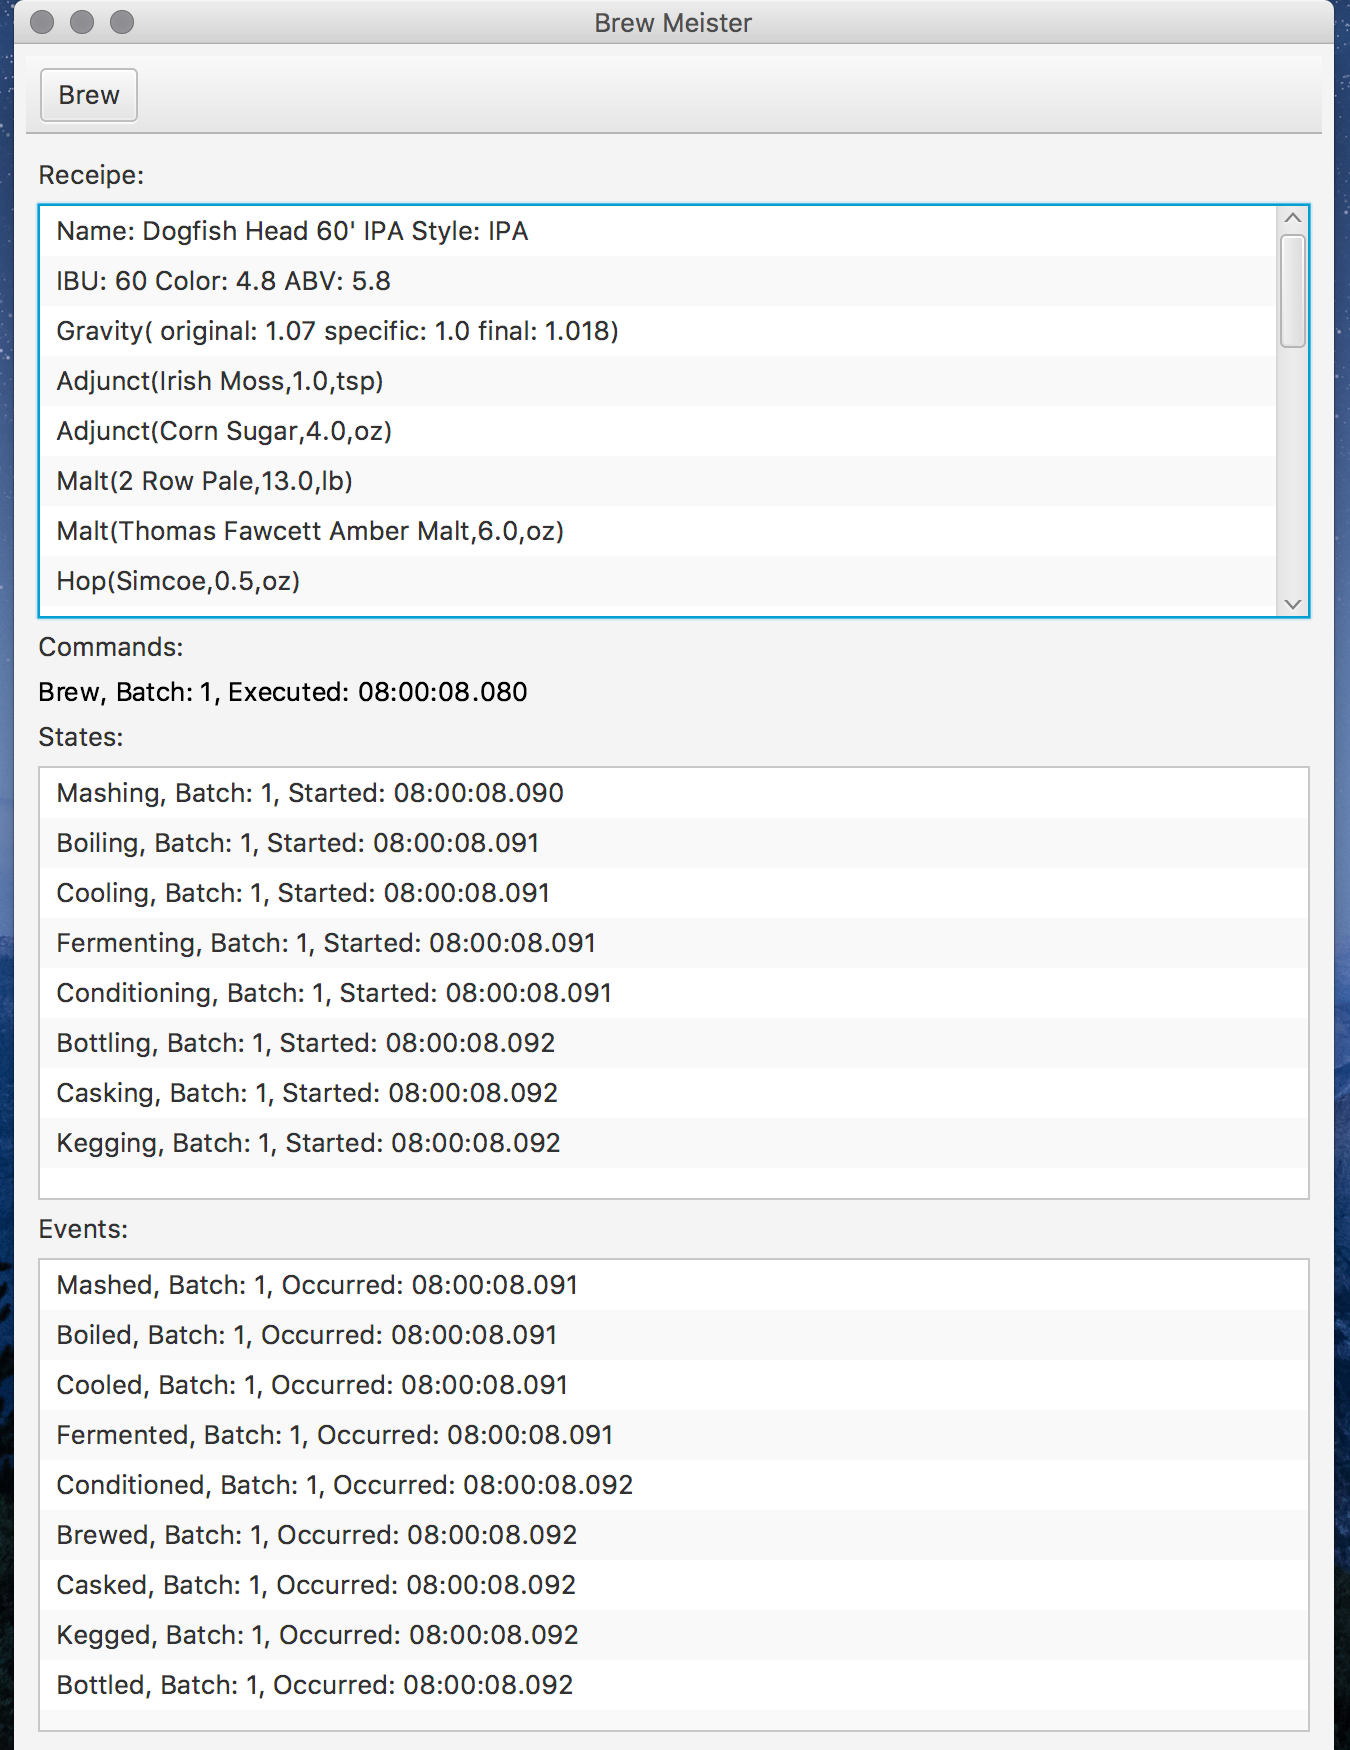 Brew Meister
Brew
Receipe:
Name: Dogfish Head 60' IPA Style: IPA
IBU: 60 Color: 4.8 ABV: 5.8
Gravity( original: 1.07 specific: 1.0 final: 1.018)
Adjunct(Irish Moss,1.0,tsp)
Adjunct(Corn Sugar,4.0,oz)
Malt(2 Row Pale,13.0,lb)
Malt(Thomas Fawcett Amber Malt,6.0,oz)
Hop(Simcoe,0.5,oz)
Commands:
Brew, Batch: 1, Executed: 08:00:08.080
States:
Mashing, Batch: 1, Started: 08:00:08.090
Boiling, Batch: 1, Started: 08:00:08.091
Cooling, Batch: 1, Started: 08:00:08.091
Fermenting, Batch: 1, Started: 08:00:08.091
Conditioning, Batch: 1, Started: 08:00:08.091
Bottling, Batch: 1, Started: 08:00:08.092
Casking, Batch: 1, Started: 08:00:08.092
Kegging, Batch: 1, Started: 08:00:08.092
Events:
Mashed, Batch: 1, Occurred: 08:00:08.091
Boiled, Batch: 1, Occurred: 08:00:08.091
Cooled, Batch: 1, Occurred: 08:00:08.091
Fermented, Batch: 1, Occurred: 08:00:08.091
Conditioned, Batch: 1, Occurred: 08:00:08.092
Brewed, Batch: 1, Occurred: 08:00:08.092
Casked, Batch: 1, Occurred: 08:00:08.092
Kegged, Batch: 1, Occurred: 08:00:08.092
Bottled, Batch: 1, Occurred: 08:00:08.092